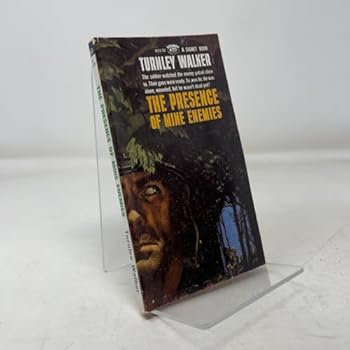 A SIGNET BOOK
TURNLEY WALKER
The soldier watched the enemy patrol close
in. Their guns were ready. So was he. He was
alone, wounded, but he wasn't dead yet!
THE PRESENCE
OF MINE ENEMIES
THE PRESENCE OF MINE ENEMIES Turnley Walker